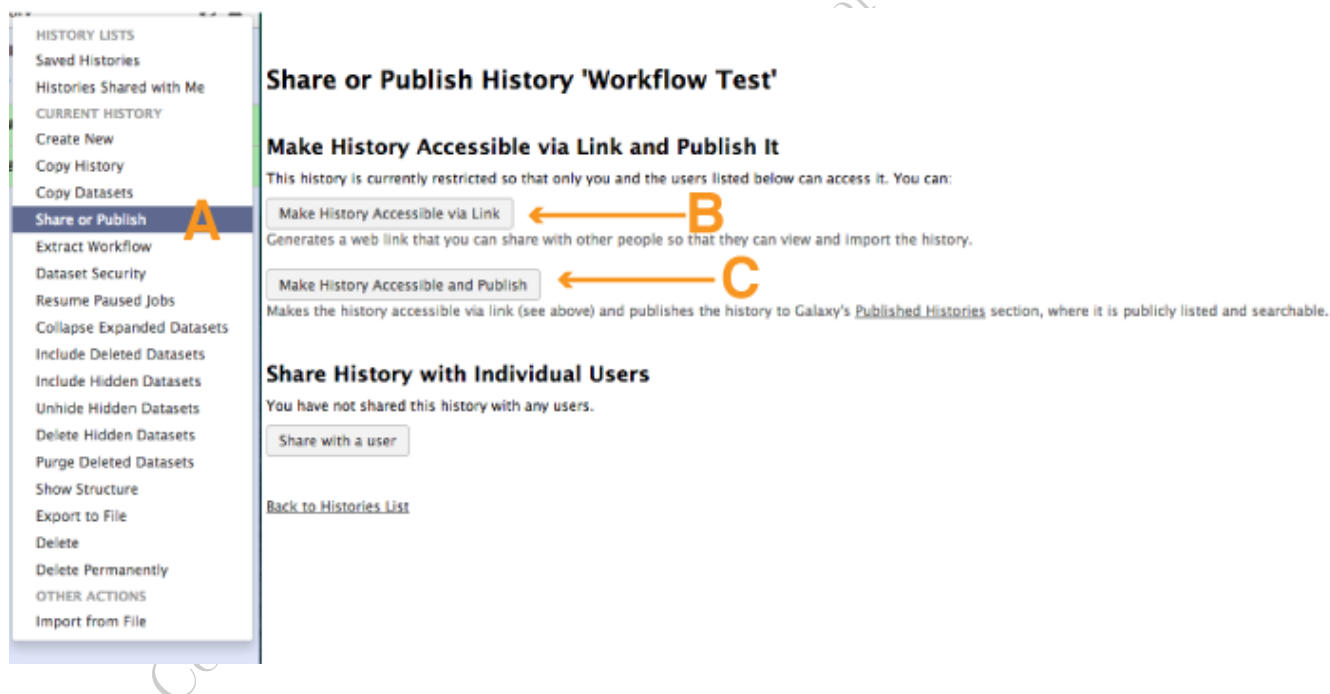 HISTORY LISTS
Saved Histories
Histories Shared with Me
CURRENT HISTORY
Create New
Copy History
Copy Datasets
Share or Publish
A
Extract Workflow
Dataset Security
Resume Paused Jobs
Collapse Expanded Datasets
Include Deleted Datasets
Include Hidden Datasets
Unhide Hidden Datasets
Delete Hidden Datasets
Purge Deleted Datasets
Show Structure
Export to File
Delete
Delete Permanently
OTHER ACTIONS
Import from File
Share or Publish History 'Workflow Test'
Make History Accessible via Link and Publish It
This history is currently restricted so that only you and the users listed below can access it. You can:
Make History Accessible via Link
B
Generates a web link that you can share with other people so that they can view and import the history.
Make History Accessible and Publish
C
Makes the history accessible via link (see above) and publishes the history to Galaxy's Published Histories section, where it is publicly listed and searchable.
Share History with Individual Users
You have not shared this history with any users.
Share with a user
Back to Histories List